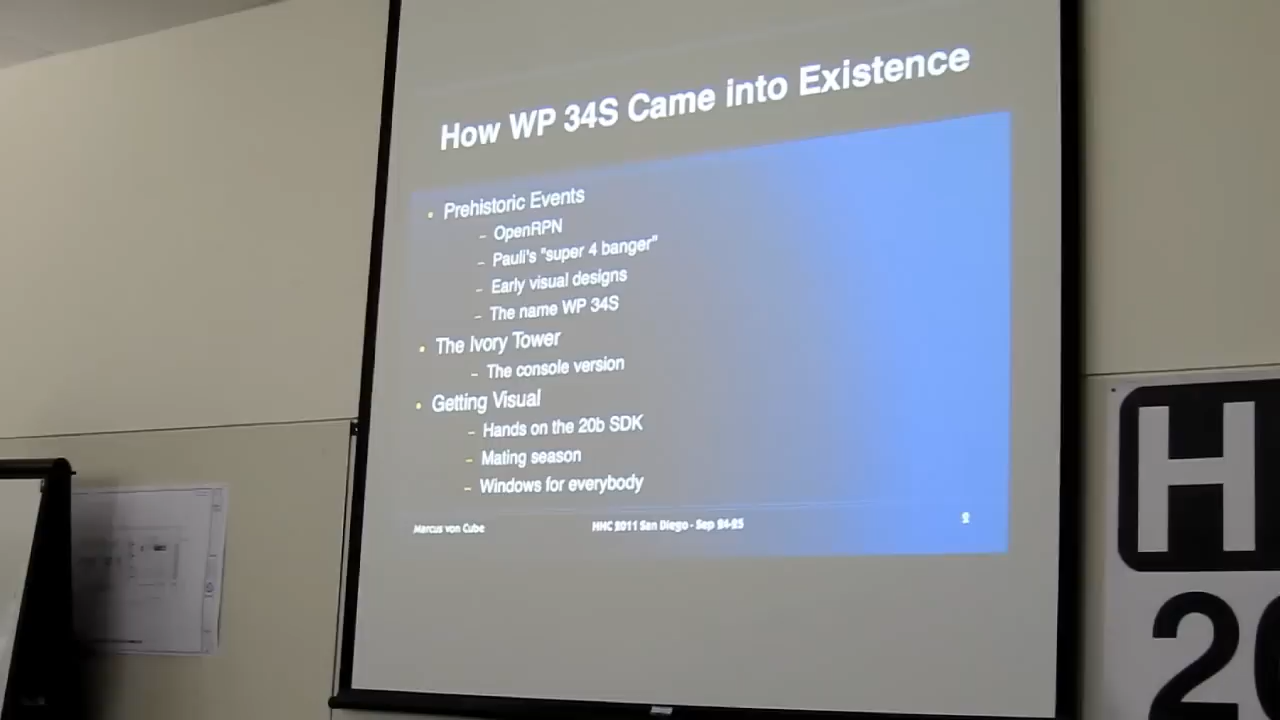 How WP 34S Came into Existence
• Prehistoric Events
– OpenRPN
– Pauli's "super 4 banger"
– Early visual designs
– The name WP 34S
• The Ivory Tower
– The console version
• Getting Visual
– Hands on the 20b SDK
– Mating season
– Windows for everybody
Marcus von Cube
HHC 2011 San Diego - Sep 24-25
2
H
20